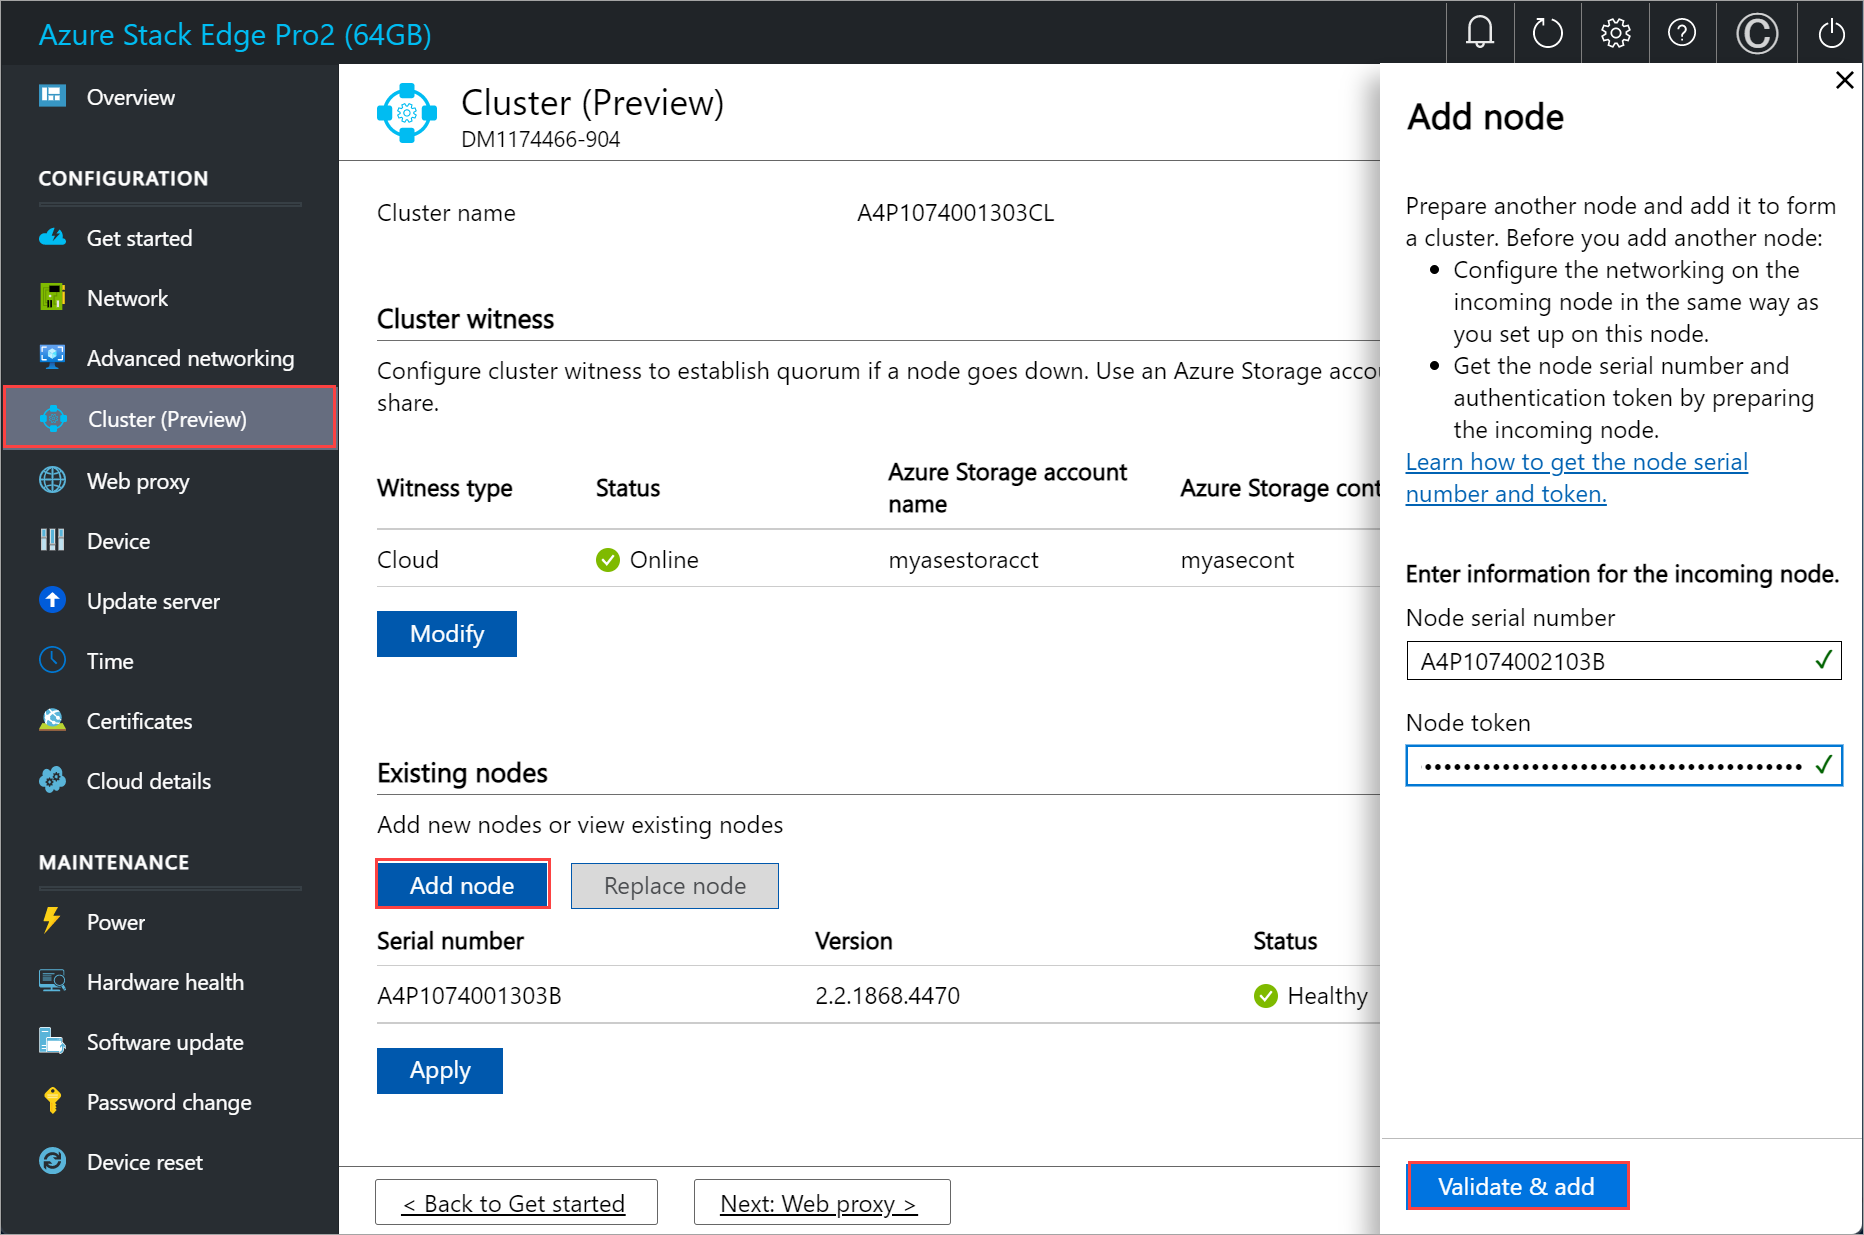 Azure Stack Edge Pro2 (64GB)
Overview
CONFIGURATION
Get started
Network
Advanced networking
Cluster (Preview)
Web proxy
Device
Update server
Time
Certificates
Cloud details
MAINTENANCE
Power
Hardware health
Software update
Password change
Device reset
Cluster (Preview)
DM1174466-904
Cluster name A4P1074001303CL
Cluster witness
Configure cluster witness to establish quorum if a node goes down. Use an Azure Storage accou
share.
Witness type Status Azure Storage account name Azure Storage cont
Cloud Online myasestoracct myasecont
Modify
Existing nodes
Add new nodes or view existing nodes
Add node Replace node
Serial number Version Status
A4P1074001303B 2.2.1868.4470 Healthy
Apply
< Back to Get started Next: Web proxy >
Add node
Prepare another node and add it to form
a cluster. Before you add another node:
• Configure the networking on the
incoming node in the same way as
you set up on this node.
• Get the node serial number and
authentication token by preparing
the incoming node.
Learn how to get the node serial
number and token.
Enter information for the incoming node.
Node serial number
A4P1074002103B
Node token
Validate & add